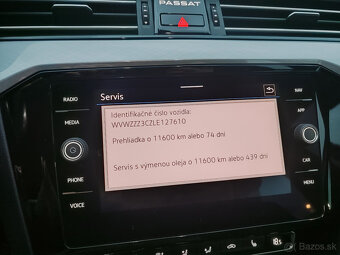 PASSAT
Servis
RADIO
MEDIA
PHONE
VOICE
Identifikačné číslo vozidla:
WVWZZZ3CZLE127610
Prehliadka o 11600 km alebo 74 dní
Servis s výmenou oleja o 11600 km alebo 439 dní
NAV
APP
CAR
MENU
Sbazar.sk